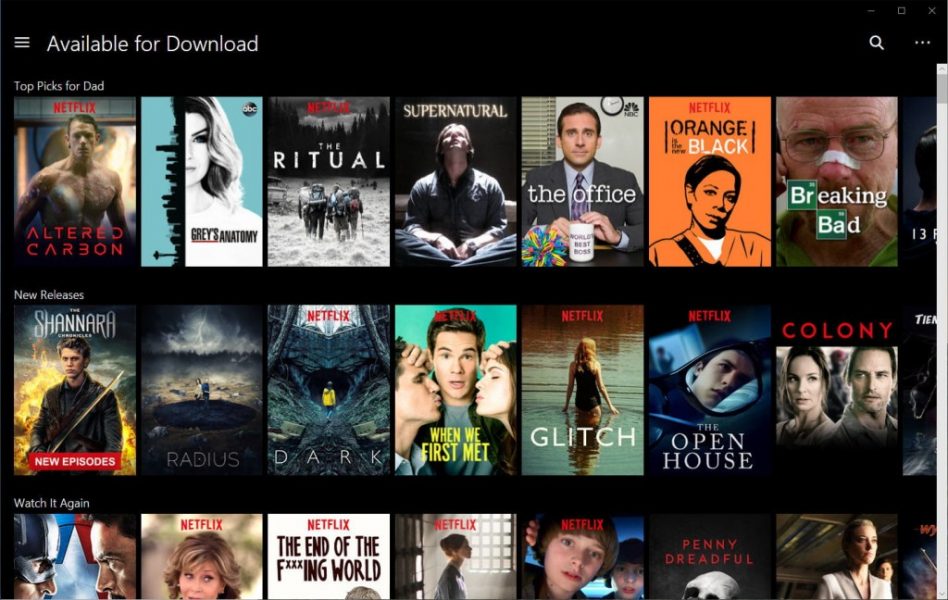 Available for Download
Top Picks for Dad
NETFLIX
ALTERED
CARBON
abc
GREY'S ANATOMY
NETFLIX
THE
RITUAL
SUPERNATURAL
NBC
the office
WORLD'S
BEST
BOSS
NETFLIX
ORANGE
is the new
BLACK
Breaking
Bad
13
New Releases
THE
SHANNARA
CHRONICLES
NEW EPISODES
RADIUS
NETFLIX
DARK
NETFLIX
WHEN WE
FIRST MET
NETFLIX
GLITCH
NETFLIX
THE
OPEN
HOUSE
COLONY
TIEN
Watch It Again
NETFLIX
NETFLIX
THE END OF THE
F***ING WORLD
NETFLIX
NETFLIX
PENNY
DREADFUL